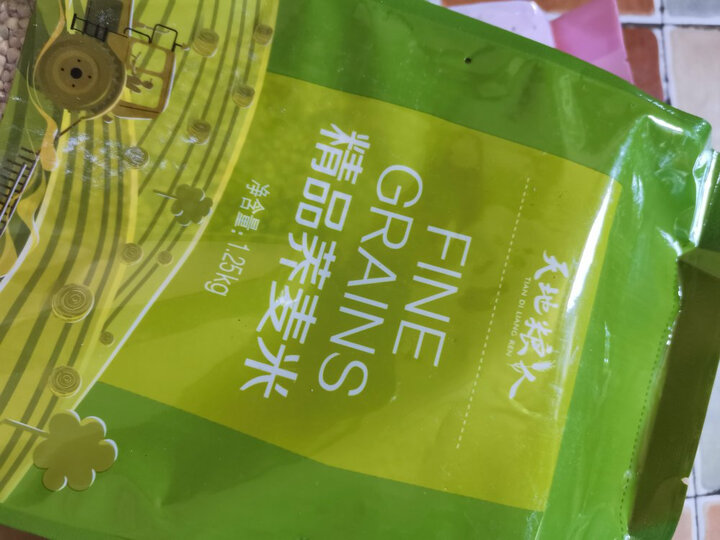 天地粮人
TIAN DI LIANG REN
FINE
GRAINS
精品荞麦米
净含量:1.25kg